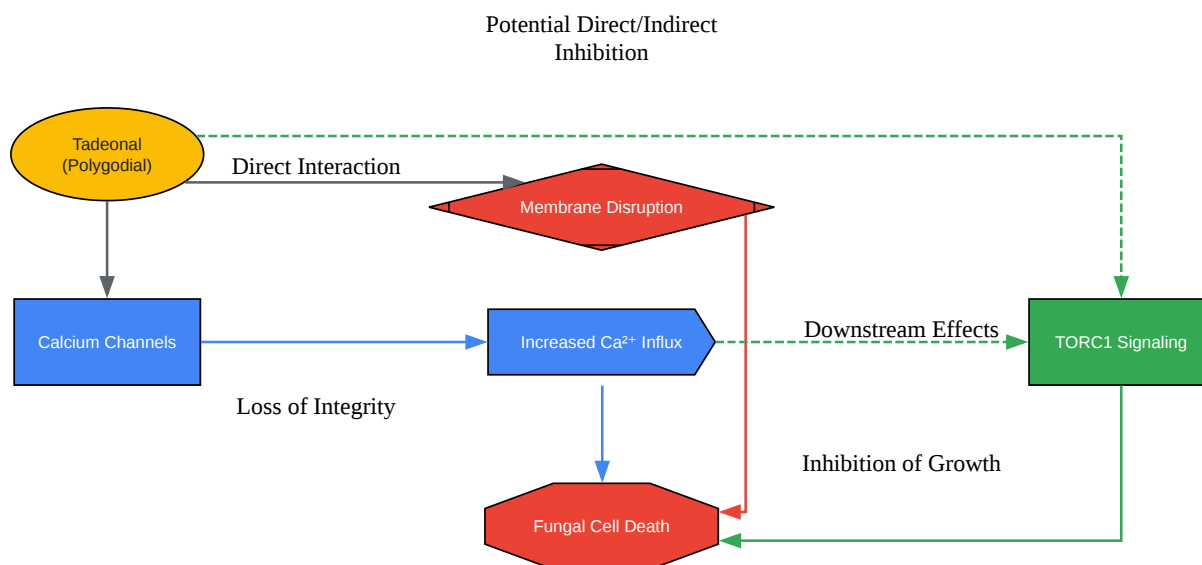 Potential Direct/Indirect
Inhibition
Tadeonal
(Polygodial)
Direct Interaction
Membrane Disruption
Calcium Channels
Increased Ca²⁺ Influx
Downstream Effects
TORC1 Signaling
Loss of Integrity
Inhibition of Growth
Fungal Cell Death